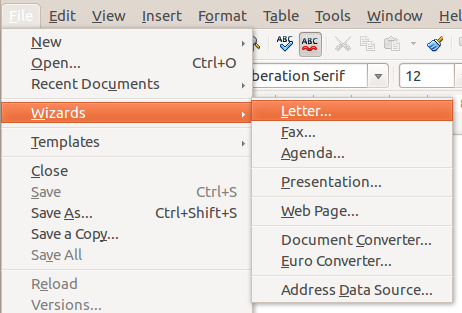 File Edit View Insert Format Table Tools Window Hel
New
Open... Ctrl+O
Recent Documents
Wizards
Templates
Close
Save Ctrl+S
Save As... Ctrl+Shift+S
Save a Copy...
Save All
Reload
Versions...
ABC ABC
beration Serif 12
Letter...
Fax...
Agenda...
Presentation...
Web Page...
Document Converter...
Euro Converter...
Address Data Source...